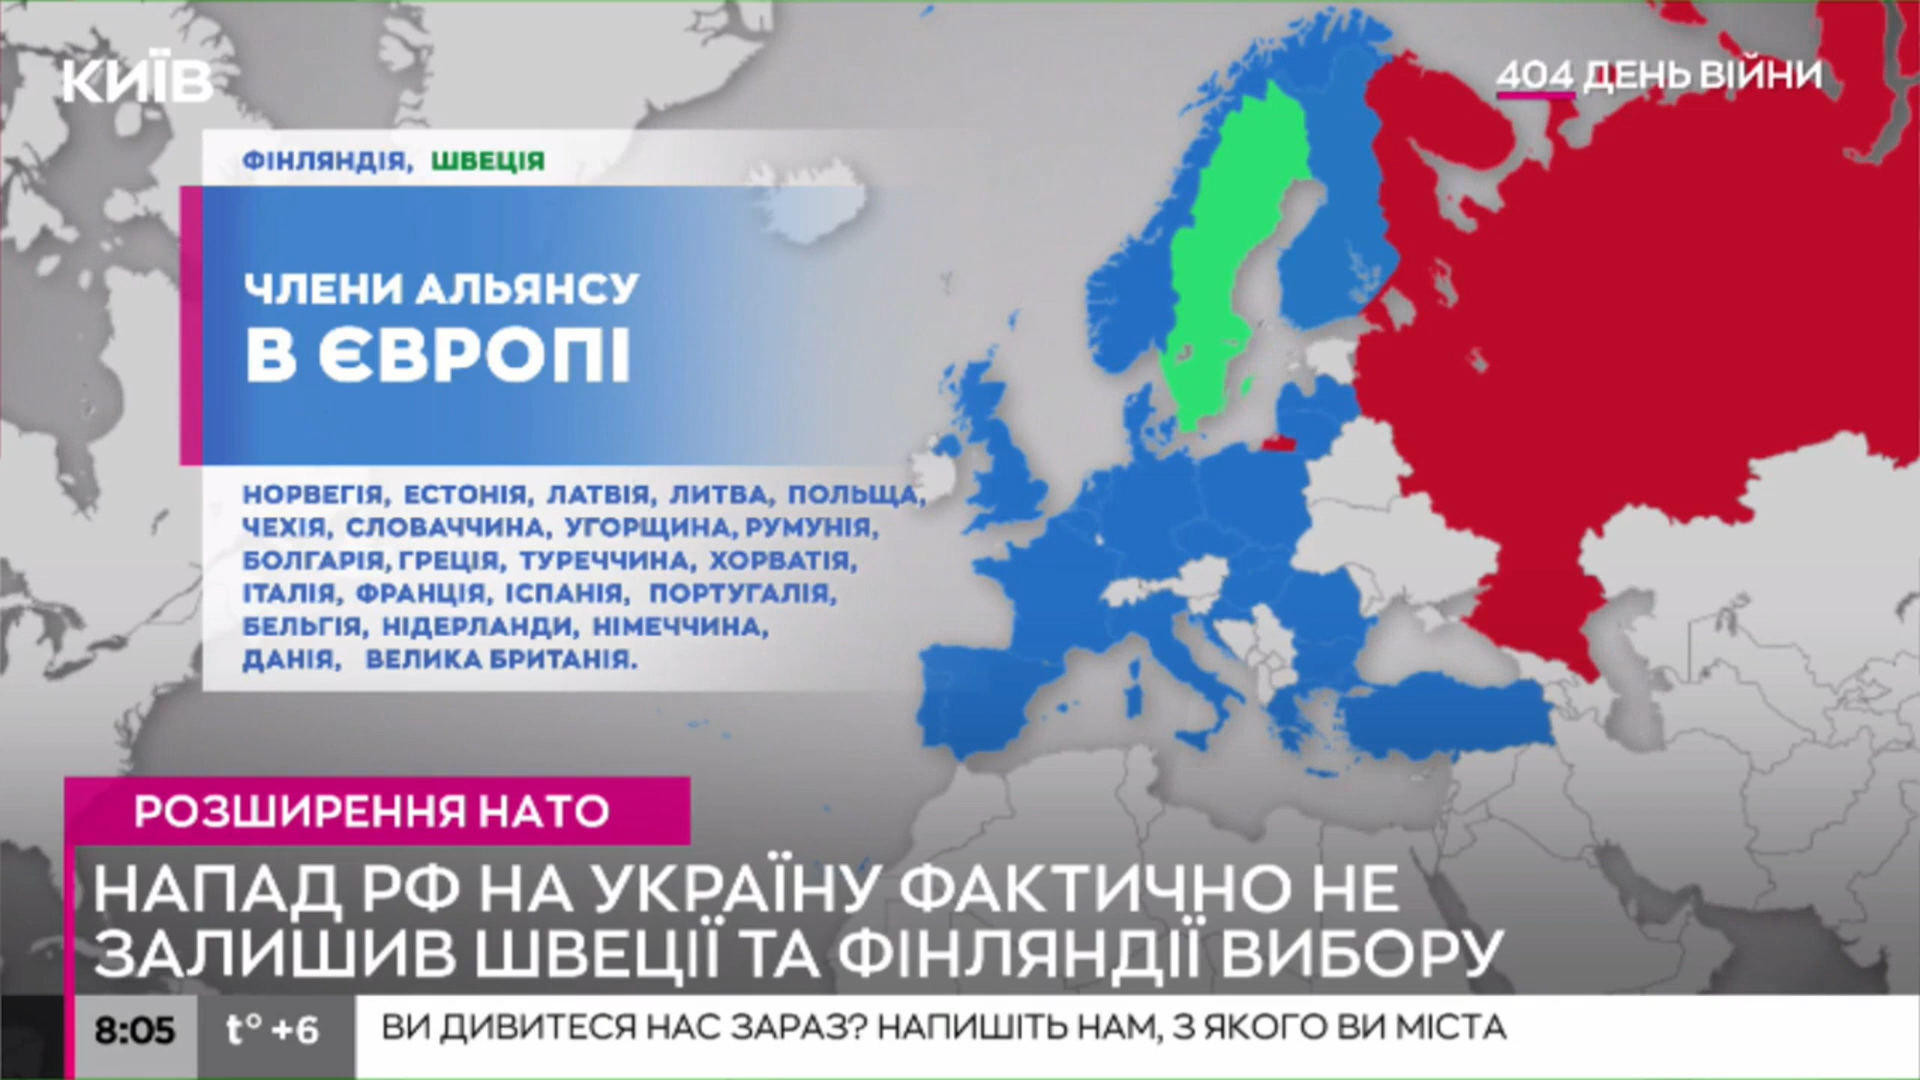 КИЇВ
404 ДЕНЬ ВІЙНИ
ФІНЛЯНДІЯ, ШВЕЦІЯ
ЧЛЕНИ АЛЬЯНСУ
В ЄВРОПІ
НОРВЕГІЯ, ЕСТОНІЯ, ЛАТВІЯ, ЛИТВА, ПОЛЬЩА,
ЧЕХІЯ, СЛОВАЧЧИНА, УГОРЩИНА, РУМУНІЯ,
БОЛГАРІЯ, ГРЕЦІЯ, ТУРЕЧЧИНА, ХОРВАТІЯ,
ІТАЛІЯ, ФРАНЦІЯ, ІСПАНІЯ, ПОРТУГАЛІЯ,
БЕЛЬГІЯ, НІДЕРЛАНДИ, НІМЕЧЧИНА,
ДАНІЯ, ВЕЛИКА БРИТАНІЯ.
РОЗШИРЕННЯ НАТО
НАПАД РФ НА УКРАЇНУ ФАКТИЧНО НЕ
ЗАЛИШИВ ШВЕЦІЇ ТА ФІНЛЯНДІЇ ВИБОРУ
8:05 t° +6 ВИ ДИВИТЕСЯ НАС ЗАРАЗ? НАПИШІТЬ НАМ, З ЯКОГО ВИ МІСТА